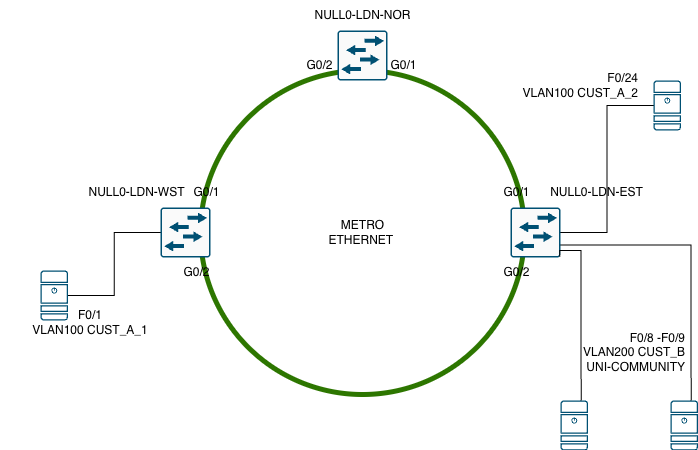 NULL0-LDN-NOR
G0/2
G0/1
F0/24
VLAN100 CUST_A_2
NULL0-LDN-WST
G0/1
G0/1
NULL0-LDN-EST
METRO
ETHERNET
G0/2
G0/2
F0/1
VLAN100 CUST_A_1
F0/8 -F0/9
VLAN200 CUST_B
UNI-COMMUNITY